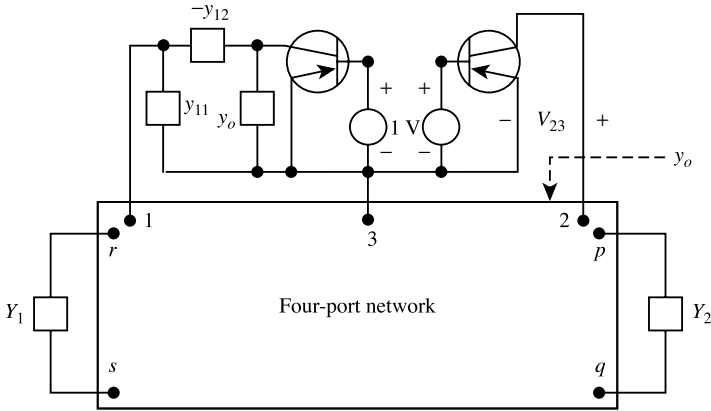 −y12
y11
yo
+
−
1 V
+
−
−
V23
+
yo
1
3
2
r
p
Y1
Four-port network
Y2
s
q